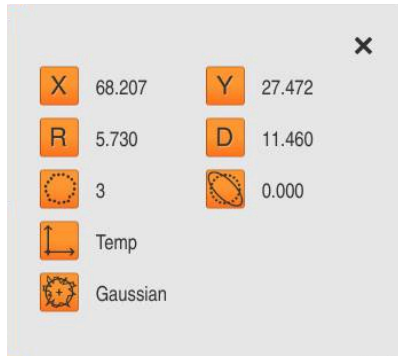 X 68.207 Y 27.472
R 5.730 D 11.460
3 0.000
Temp
Gaussian